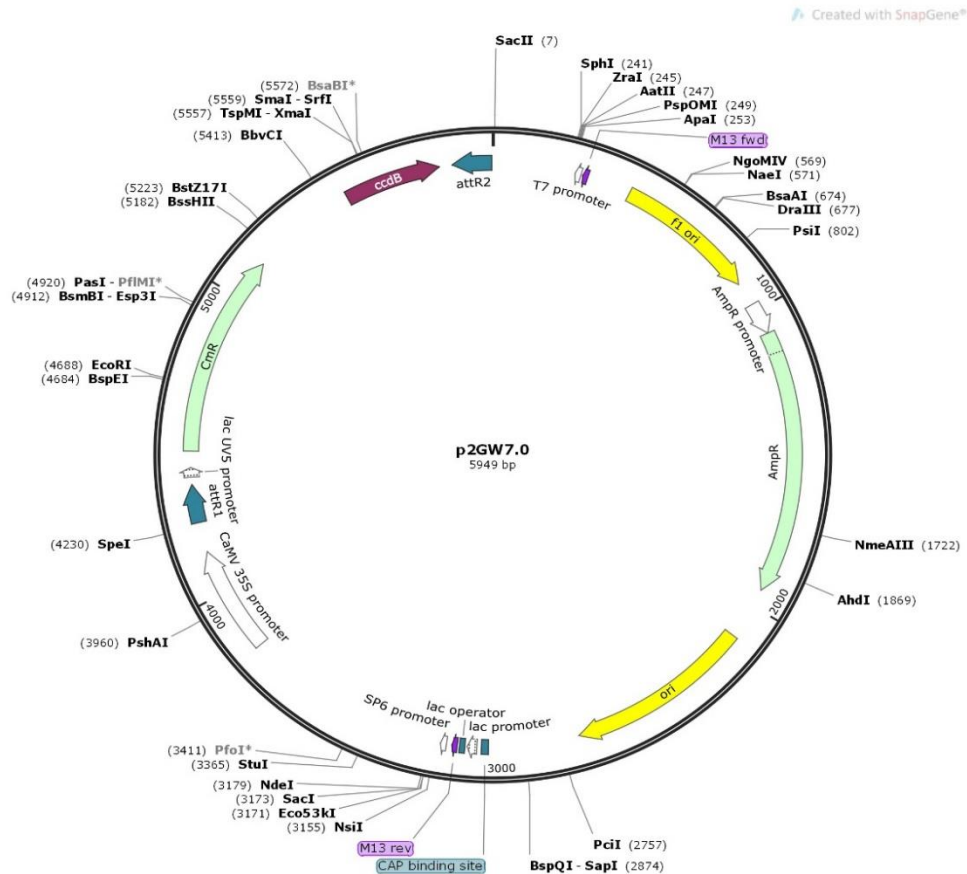 Created with SnapGene®
SacII (7)
SphI (241)
ZraI (245)
AatII (247)
PspOMI (249)
ApaI (253)
M13 fwd
T7 promoter
NgoMIV (569)
NaeI (571)
BsaAI (674)
DraIII (677)
PsiI (802)
f1 ori
1000
AmpR promoter
AmpR
NmeAIII (1722)
AhdI (1869)
2000
ori
PciI (2757)
BspQI - SapI (2874)
3000
CAP binding site
lac promoter
lac operator
M13 rev
SP6 promoter
(3155) NsiI
(3171) Eco53kI
(3173) SacI
(3179) NdeI
(3365) StuI
(3411) PfoI*
(3960) PshAI
4000
CaMV 35S promoter
(4230) SpeI
attR1
lac UV5 promoter
CmR
(4684) BspEI
(4688) EcoRI
(4912) BsmBI - Esp3I
(4920) PasI - PflMI*
5000
(5182) BssHII
(5223) BstZ17I
(5413) BbvCI
(5557) TspMI - XmaI
(5559) SmaI - SrfI
(5572) BsaBI*
ccdB
attR2
p2GW7.0
5949 bp